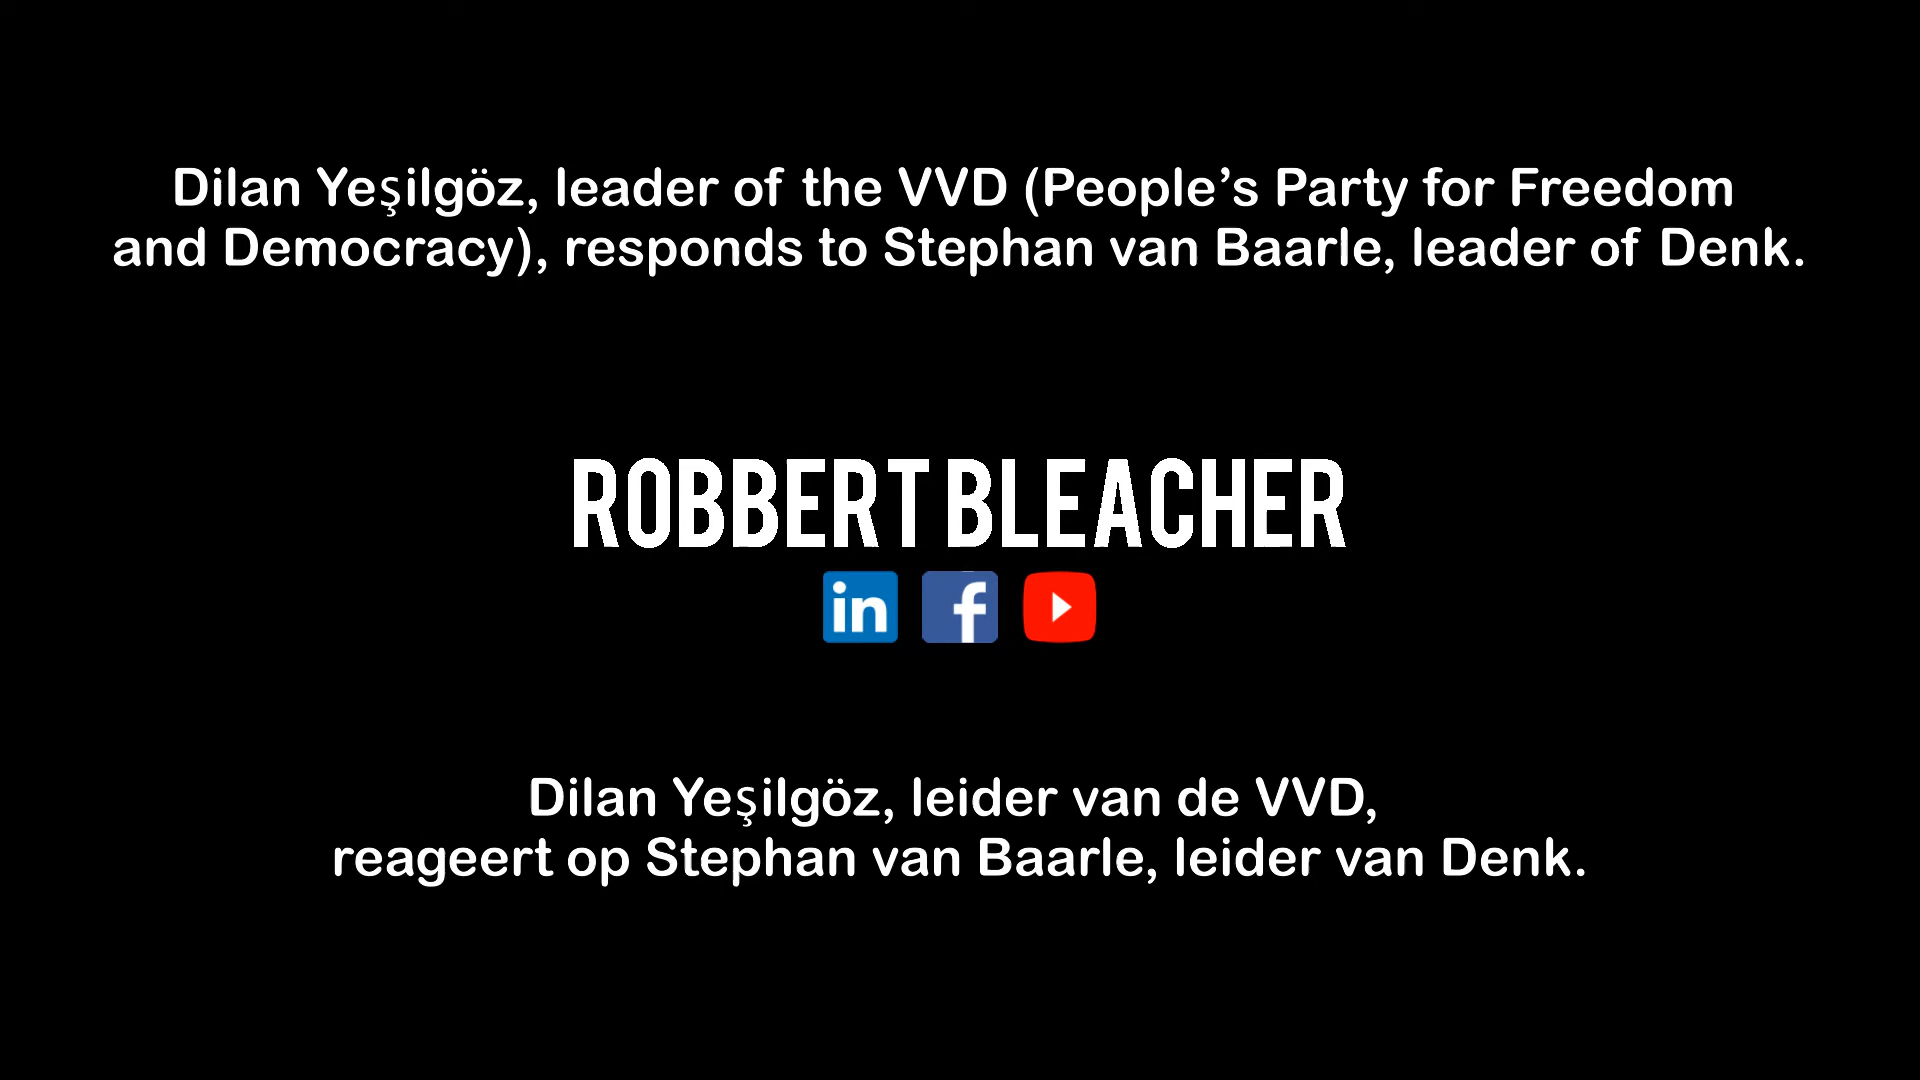 Dilan Yeşilgöz, leader of the VVD (People’s Party for Freedom
and Democracy), responds to Stephan van Baarle, leader of Denk.
ROBBERT BLEACHER
in f
Dilan Yeşilgöz, leider van de VVD,
reageert op Stephan van Baarle, leider van Denk.